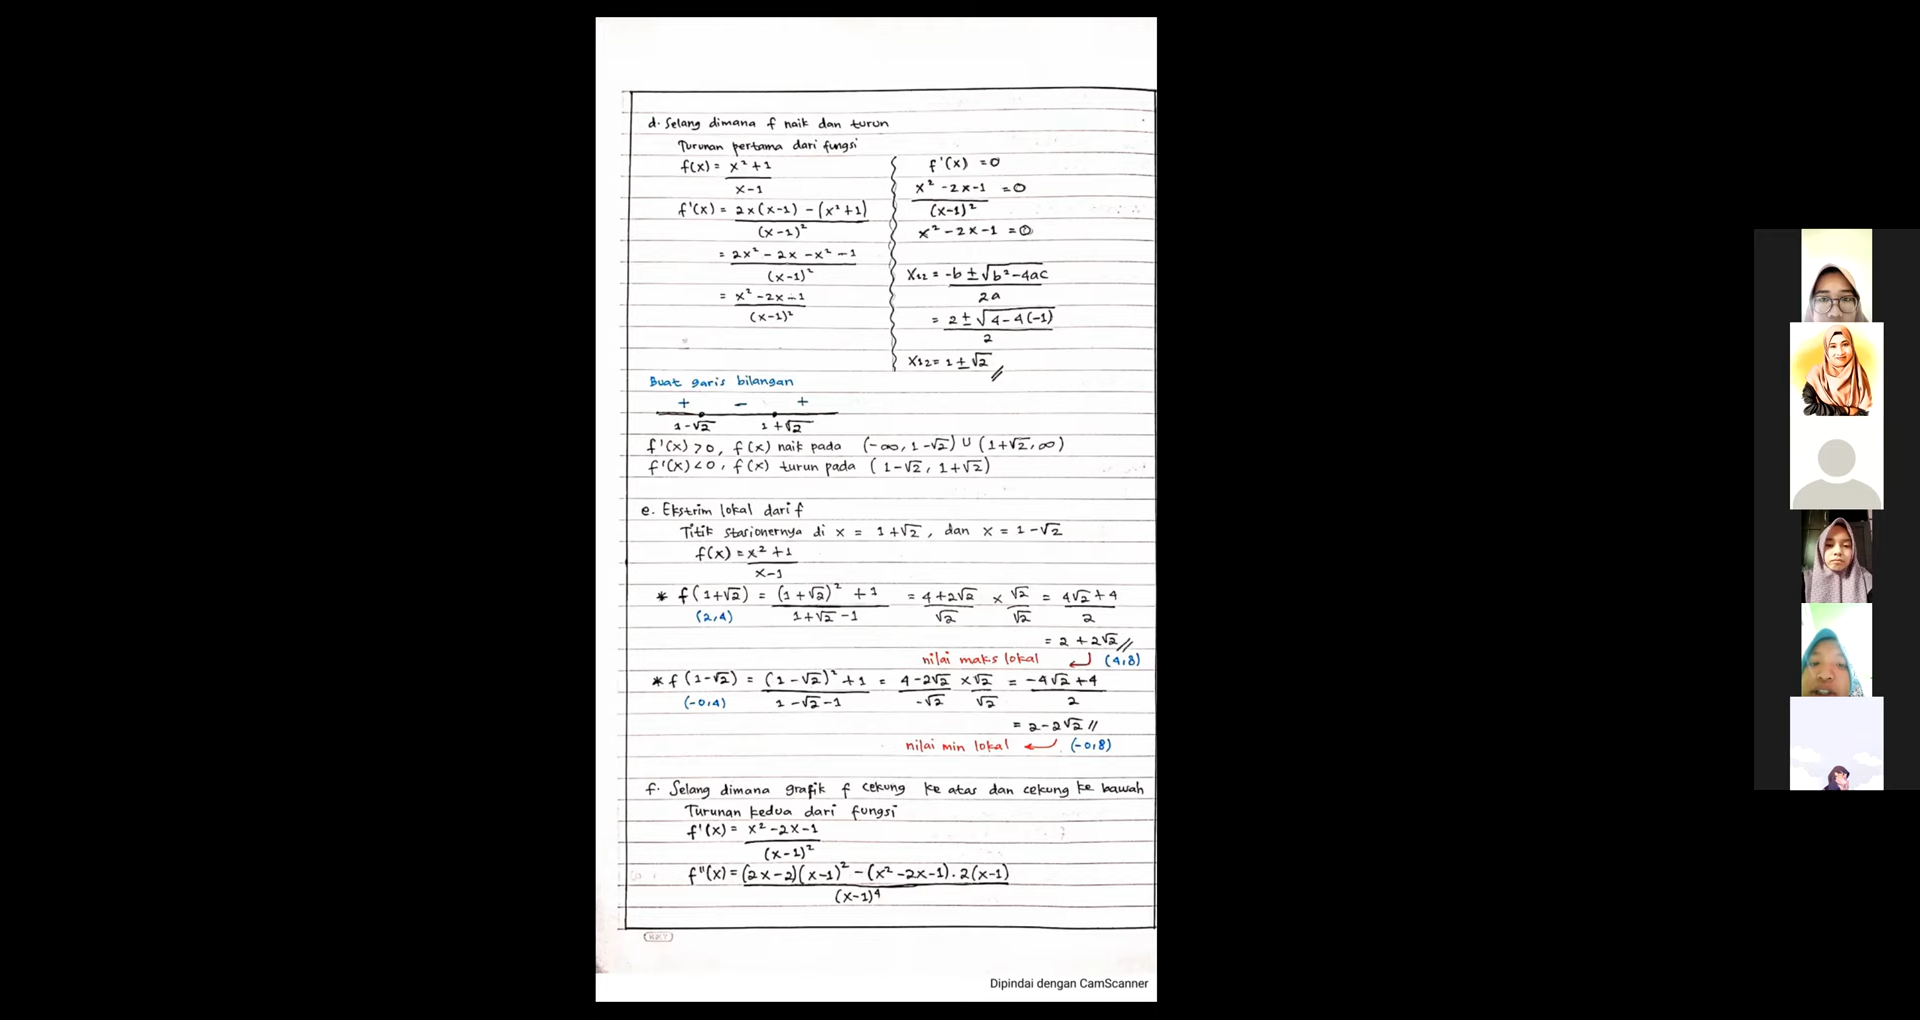 d. Selang dimana f naik dan turun
Turunan pertama dari fungsi
f(x) = x² + 1
x-1
f'(x) = 2x(x-1) - (x²+1)
(x-1)²
= 2x² - 2x - x² - 1
(x-1)²
= x² - 2x - 1
(x-1)²
f'(x) = 0
x² - 2x - 1 = 0
(x-1)²
x² - 2x - 1 = 0
x₁₂ = -b ± √b² - 4ac
2a
= 2 ± √4 - 4(-1)
2
x₁₂ = 1 ± √2 //
Buat garis bilangan
+ - +
1-√2 1+√2
f'(x) > 0, f(x) naik pada (-∞, 1-√2) ∪ (1+√2, ∞)
f'(x) < 0, f(x) turun pada (1-√2, 1+√2)
e. Ekstrim lokal dari f
Titik stasionernya di x = 1+√2, dan x = 1-√2
f(x) = x² + 1
x-1
* f(1+√2) = (1+√2)² + 1 = 4+2√2 × √2 = 4√2+4
(2,4) 1+√2-1 √2 √2 2
= 2 + 2√2 //
nilai maks lokal ↲ (4,8)
* f(1-√2) = (1-√2)² + 1 = 4-2√2 × √2 = -4√2+4
(-0,4) 1-√2-1 -√2 √2 2
= 2-2√2 //
nilai min lokal ↲ (-0,8)
f. Selang dimana grafik f cekung ke atas dan cekung ke bawah
Turunan kedua dari fungsi
f'(x) = x² - 2x - 1
(x-1)²
f''(x) = (2x-2)(x-1)² - (x²-2x-1) . 2(x-1)
(x-1)⁴
Dipindai dengan CamScanner